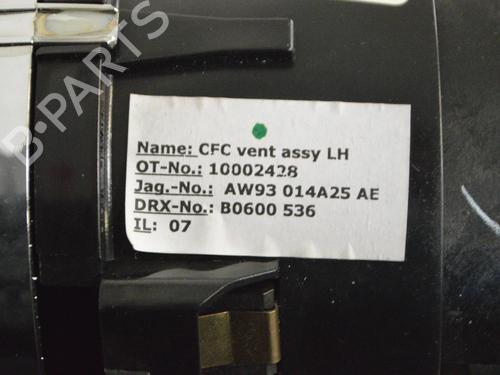 B-PARTS
Name: CFC vent assy LH
OT-No.: 10002428
Jag.-No.: AW93 014A25 AE
DRX-No.: B0600 536
IL: 07